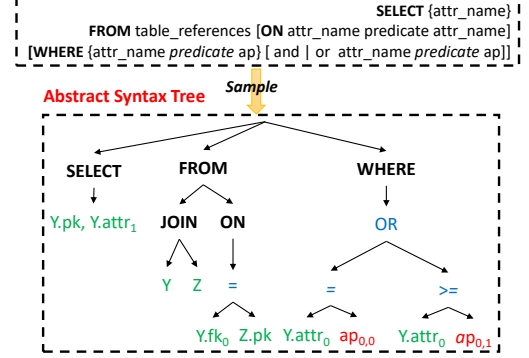 SELECT {attr_name}
FROM table_references [ON attr_name predicate attr_name]
[WHERE {attr_name predicate ap} [ and | or attr_name predicate ap]]
Sample
Abstract Syntax Tree
SELECT FROM WHERE
Y.pk, Y.attr₁ JOIN ON OR
Y Z = = >=
Y.fk₀ Z.pk Y.attr₀ ap₀,₀ Y.attr₀ ap₀,₁